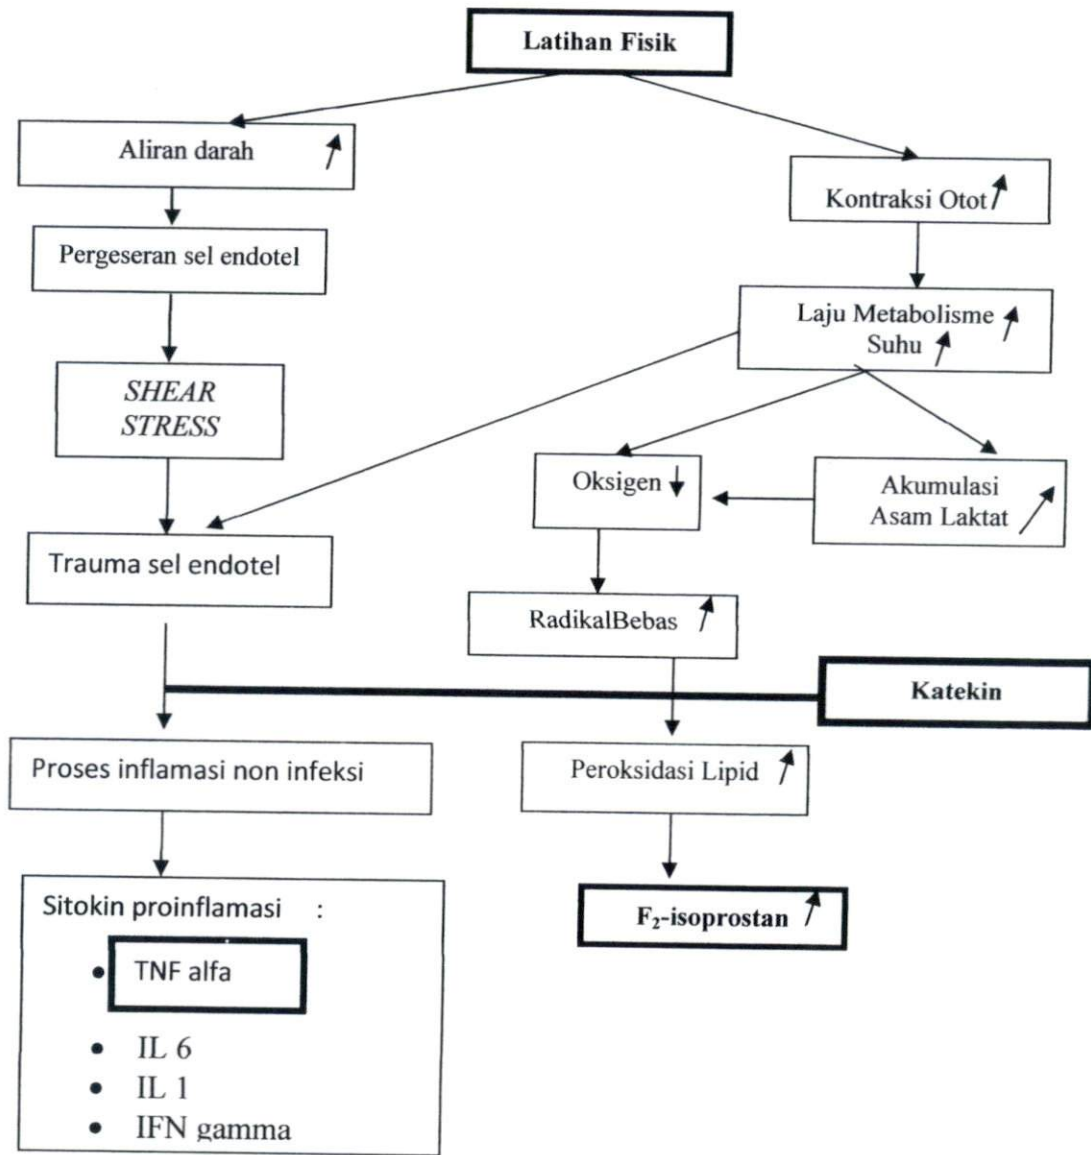 Latihan Fisik
Aliran darah
Kontraksi Otot
Pergeseran sel endotel
Laju Metabolisme
Suhu
SHEAR
STRESS
Oksigen
Akumulasi
Asam Laktat
Trauma sel endotel
RadikalBebas
Katekin
Proses inflamasi non infeksi
Peroksidasi Lipid
Sitokin proinflamasi :
F₂-isoprostan
• TNF alfa
• IL 6
• IL 1
• IFN gamma